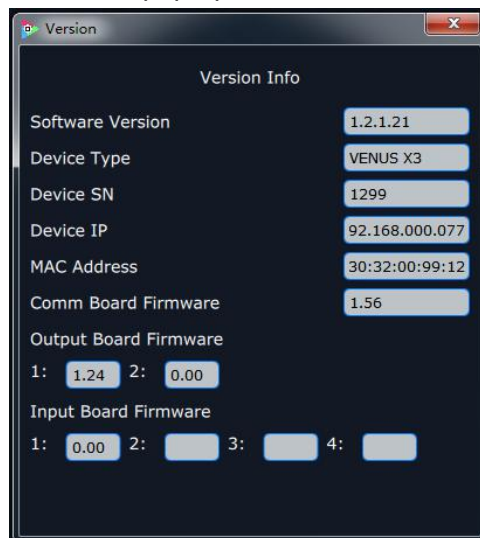 Version
Version Info
Software Version 1.2.1.21
Device Type VENUS X3
Device SN 1299
Device IP 92.168.000.077
MAC Address 30:32:00:99:12
Comm Board Firmware 1.56
Output Board Firmware
1: 1.24 2: 0.00
Input Board Firmware
1: 0.00 2: 3: 4: